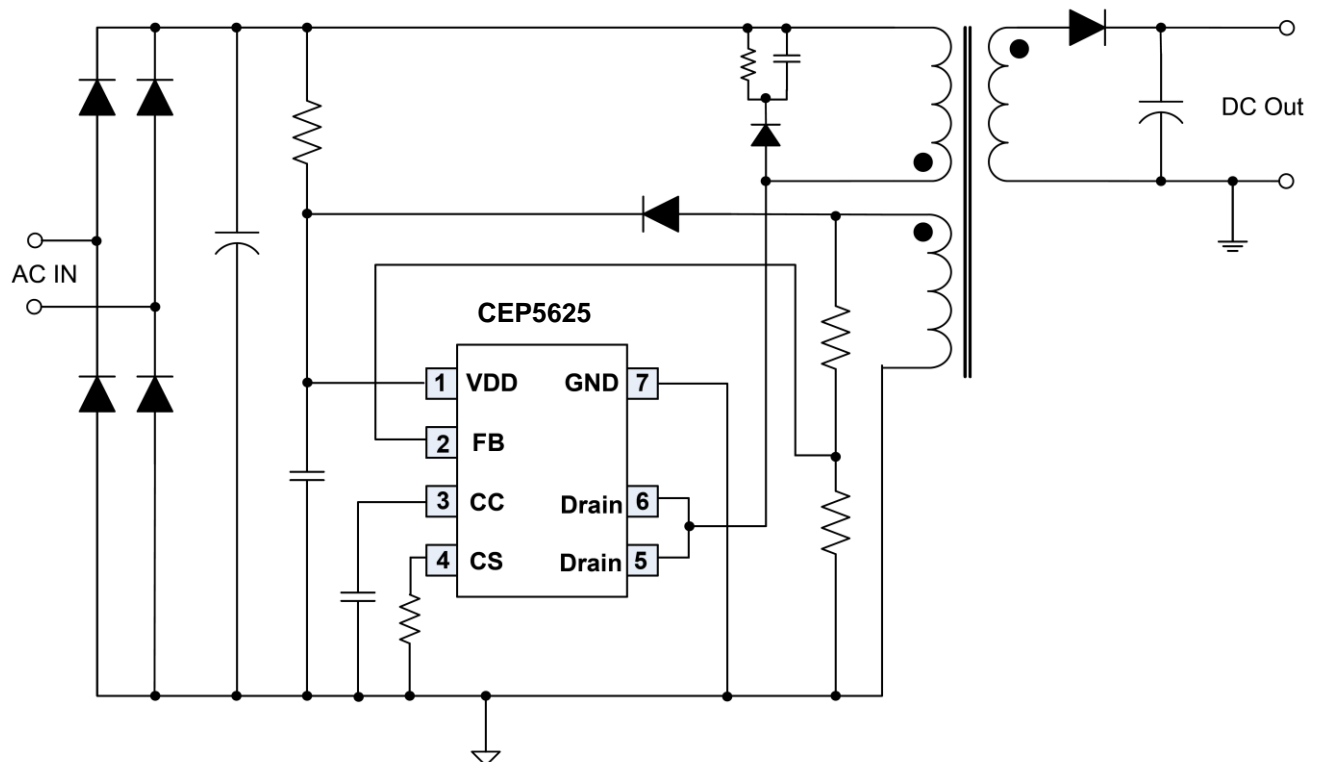 DC Out
AC IN
CEP5625
1 VDD GND 7
2 FB
3 CC Drain 6
4 CS Drain 5